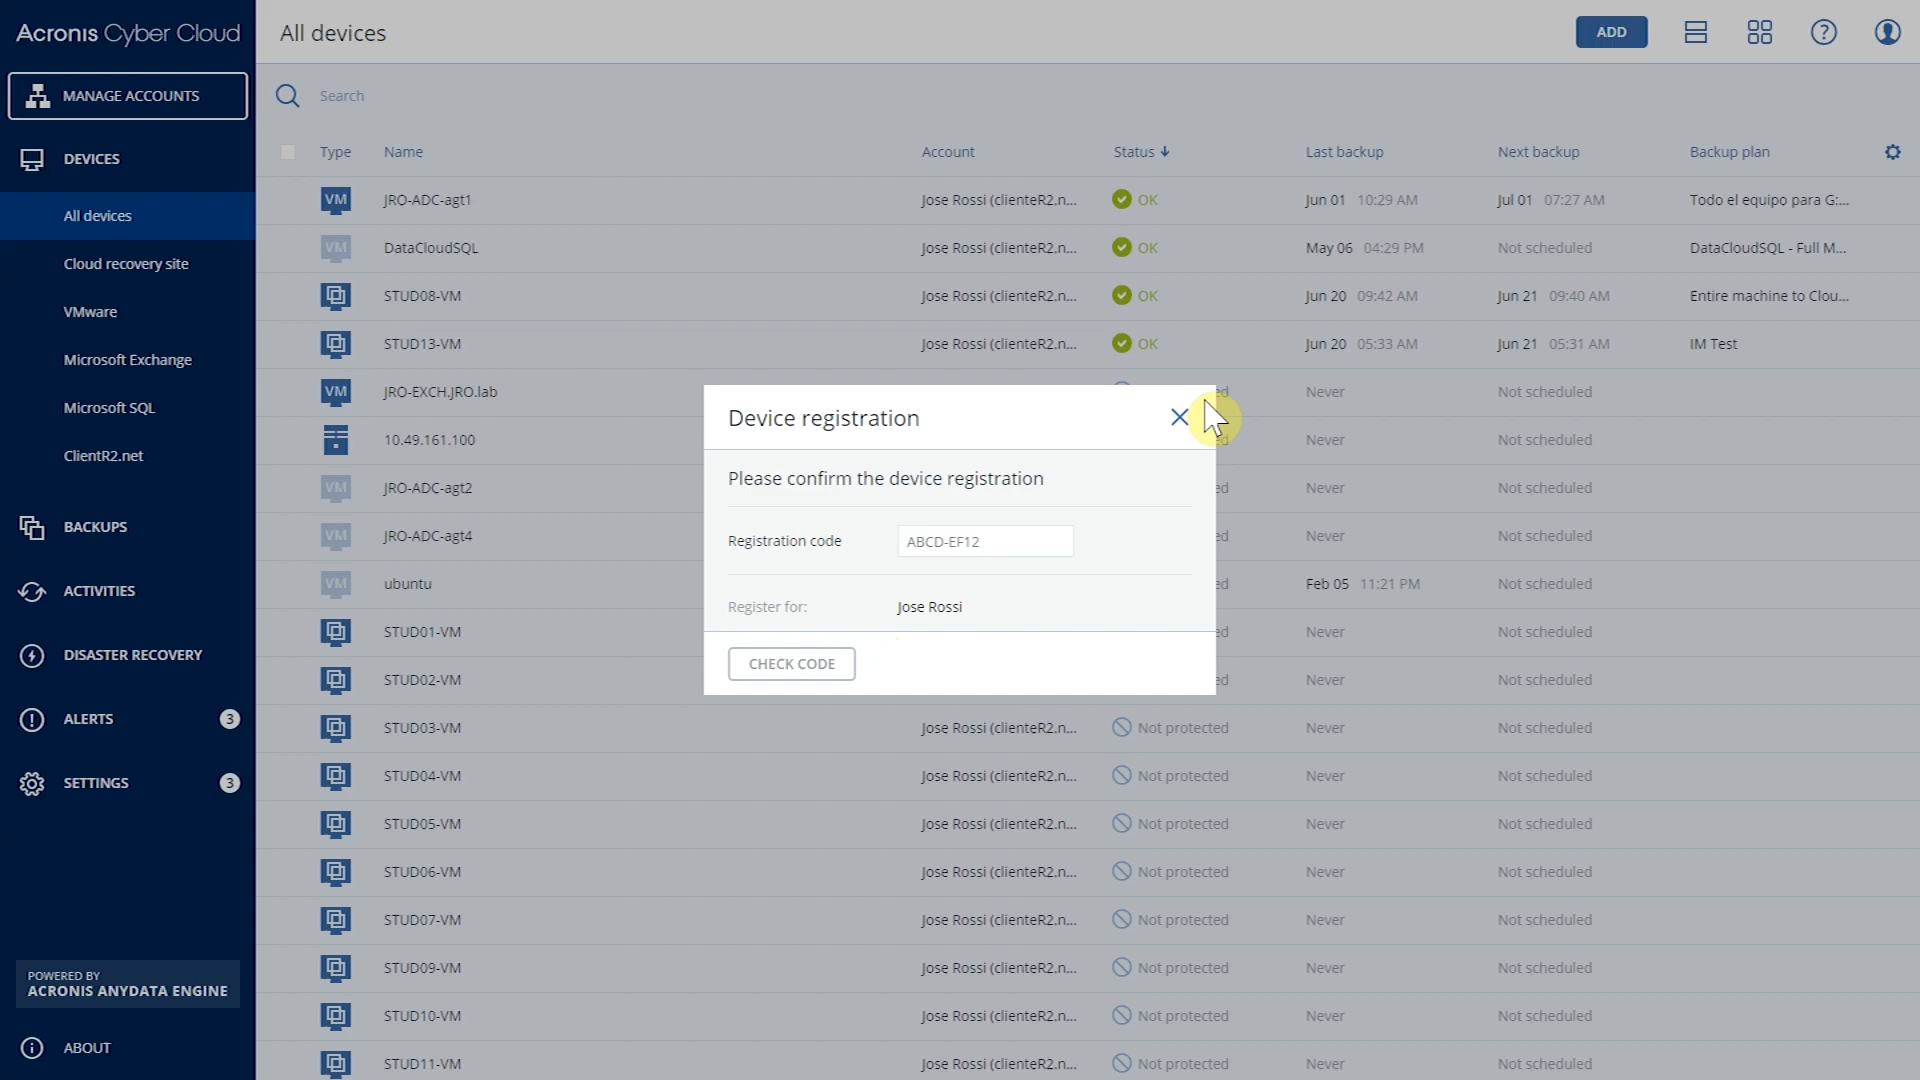 Acronis Cyber Cloud
All devices
ADD
MANAGE ACCOUNTS
Search
DEVICES
Type Name Account Status Last backup Next backup Backup plan
All devices
Cloud recovery site
VMware
Microsoft Exchange
Microsoft SQL
ClientR2.net
BACKUPS
ACTIVITIES
DISASTER RECOVERY
ALERTS 3
SETTINGS 3
POWERED BY
ACRONIS ANYDATA ENGINE
ABOUT
VM JRO-ADC-agt1 Jose Rossi (clienteR2.n... OK Jun 01 10:29 AM Jul 01 07:27 AM Todo el equipo para G:...
VM DataCloudSQL Jose Rossi (clienteR2.n... OK May 06 04:29 PM Not scheduled DataCloudSQL - Full M...
STUD08-VM Jose Rossi (clienteR2.n... OK Jun 20 09:42 AM Jun 21 09:40 AM Entire machine to Clou...
STUD13-VM Jose Rossi (clienteR2.n... OK Jun 20 05:33 AM Jun 21 05:31 AM IM Test
VM JRO-EXCH.JRO.lab ed Never Not scheduled
10.49.161.100 ed Never Not scheduled
VM JRO-ADC-agt2 ed Never Not scheduled
VM JRO-ADC-agt4 ed Never Not scheduled
VM ubuntu ed Feb 05 11:21 PM Not scheduled
STUD01-VM ed Never Not scheduled
STUD02-VM ed Never Not scheduled
STUD03-VM Jose Rossi (clienteR2.n... Not protected Never Not scheduled
STUD04-VM Jose Rossi (clienteR2.n... Not protected Never Not scheduled
STUD05-VM Jose Rossi (clienteR2.n... Not protected Never Not scheduled
STUD06-VM Jose Rossi (clienteR2.n... Not protected Never Not scheduled
STUD07-VM Jose Rossi (clienteR2.n... Not protected Never Not scheduled
STUD09-VM Jose Rossi (clienteR2.n... Not protected Never Not scheduled
STUD10-VM Jose Rossi (clienteR2.n... Not protected Never Not scheduled
STUD11-VM Jose Rossi (clienteR2.n... Not protected Never Not scheduled
Device registration
Please confirm the device registration
Registration code ABCD-EF12
Register for: Jose Rossi
CHECK CODE